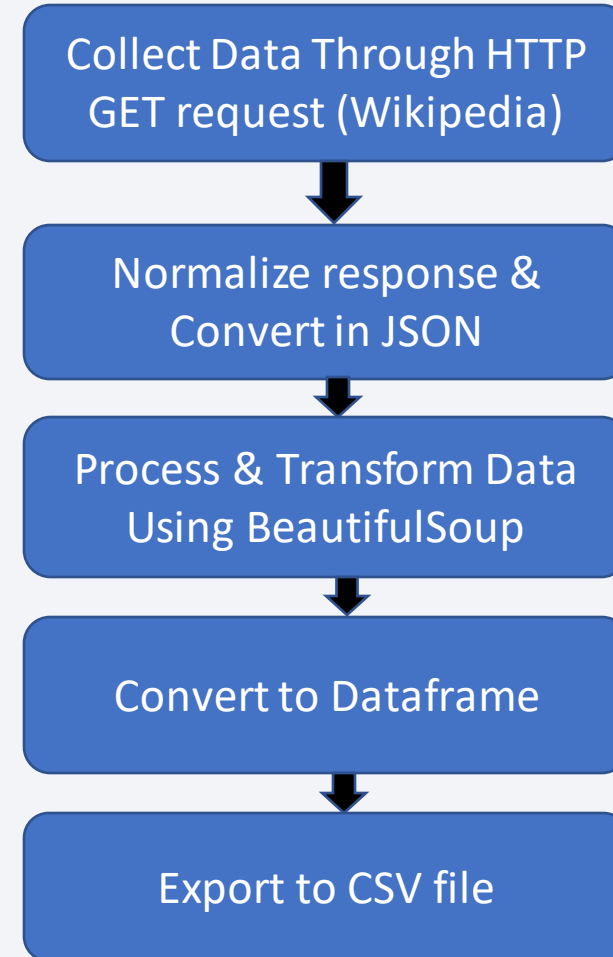 Collect Data Through HTTP
GET request (Wikipedia)
Normalize response &
Convert in JSON
Process & Transform Data
Using BeautifulSoup
Convert to Dataframe
Export to CSV file